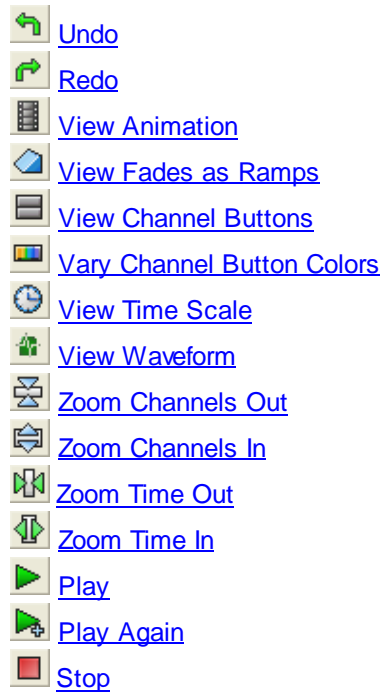 Undo
Redo
View Animation
View Fades as Ramps
View Channel Buttons
Vary Channel Button Colors
View Time Scale
View Waveform
Zoom Channels Out
Zoom Channels In
Zoom Time Out
Zoom Time In
Play
Play Again
Stop